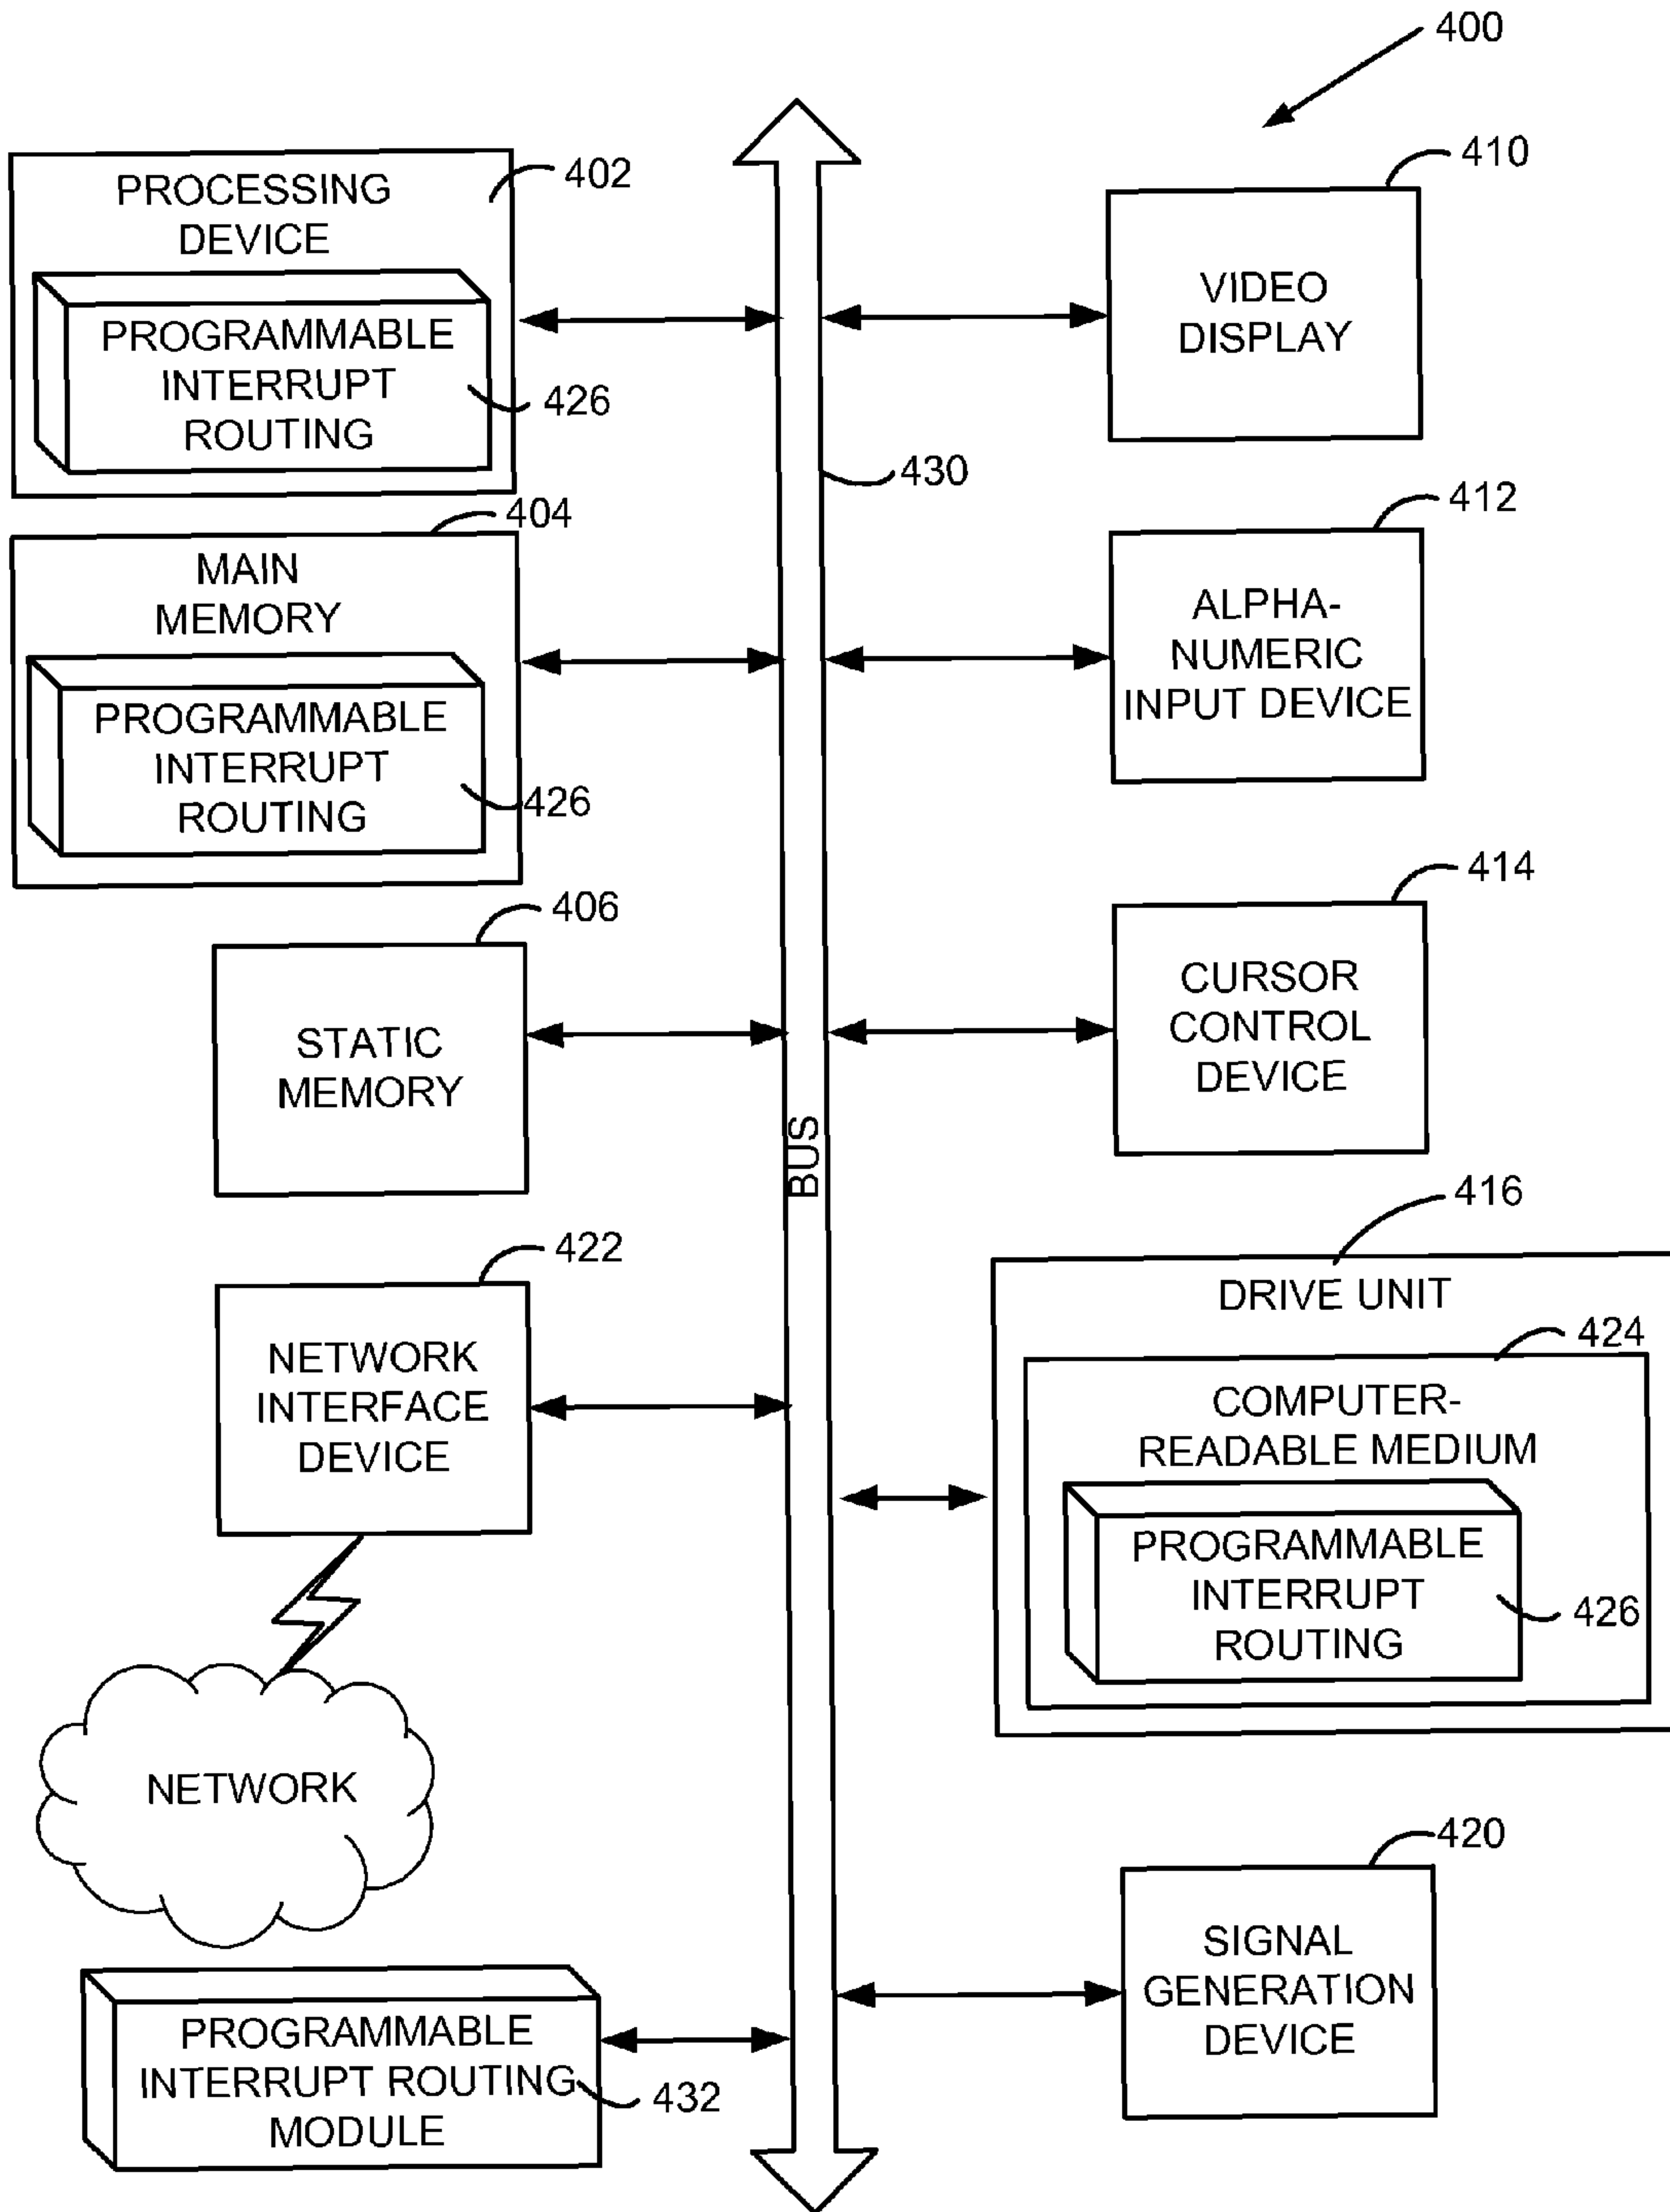 400
402
PROCESSING
DEVICE
PROGRAMMABLE
INTERRUPT
ROUTING
426
410
VIDEO
DISPLAY
430
404
MAIN
MEMORY
PROGRAMMABLE
INTERRUPT
ROUTING
426
412
ALPHA-
NUMERIC
INPUT DEVICE
406
STATIC
MEMORY
414
CURSOR
CONTROL
DEVICE
BUS
422
NETWORK
INTERFACE
DEVICE
416
DRIVE UNIT
424
COMPUTER-
READABLE MEDIUM
PROGRAMMABLE
INTERRUPT
ROUTING
426
NETWORK
420
SIGNAL
GENERATION
DEVICE
PROGRAMMABLE
INTERRUPT ROUTING
MODULE
432